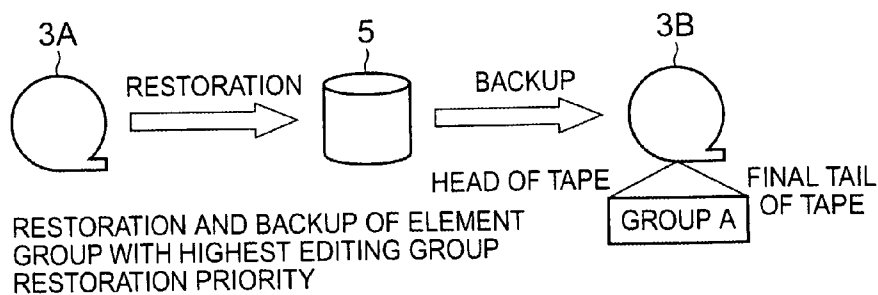 3A
5
3B
RESTORATION
BACKUP
HEAD OF TAPE
FINAL TAIL
OF TAPE
GROUP A
RESTORATION AND BACKUP OF ELEMENT
GROUP WITH HIGHEST EDITING GROUP
RESTORATION PRIORITY